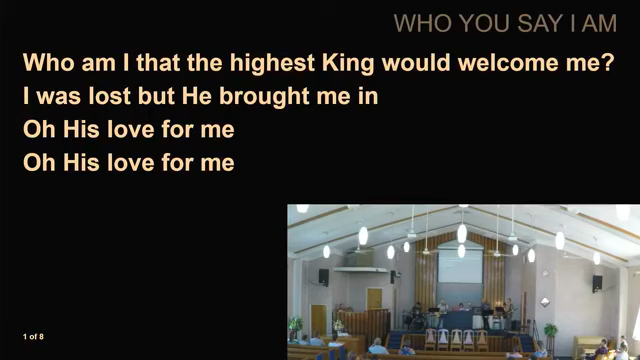 WHO YOU SAY I AM
Who am I that the highest King would welcome me?
I was lost but He brought me in
Oh His love for me
Oh His love for me
1 of 8